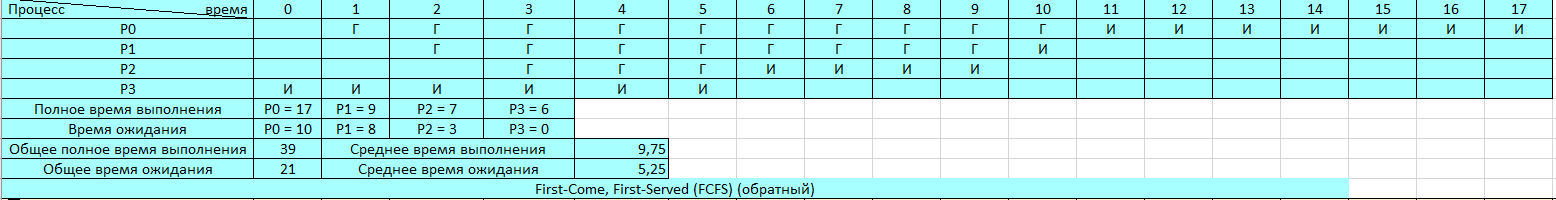 Процесс время 0 1 2 3 4 5 6 7 8 9 10 11 12 13 14 15 16 17
P0 Г Г Г Г Г Г Г Г Г Г И И И И И И И
P1 Г Г Г Г Г Г Г Г И
P2 Г Г Г И И И И
P3 И И И И И И
Полное время выполнения P0 = 17 P1 = 9 P2 = 7 P3 = 6
Время ожидания P0 = 10 P1 = 8 P2 = 3 P3 = 0
Общее полное время выполнения 39 Среднее время выполнения 9,75
Общее время ожидания 21 Среднее время ожидания 5,25
First-Come, First-Served (FCFS) (обратный)